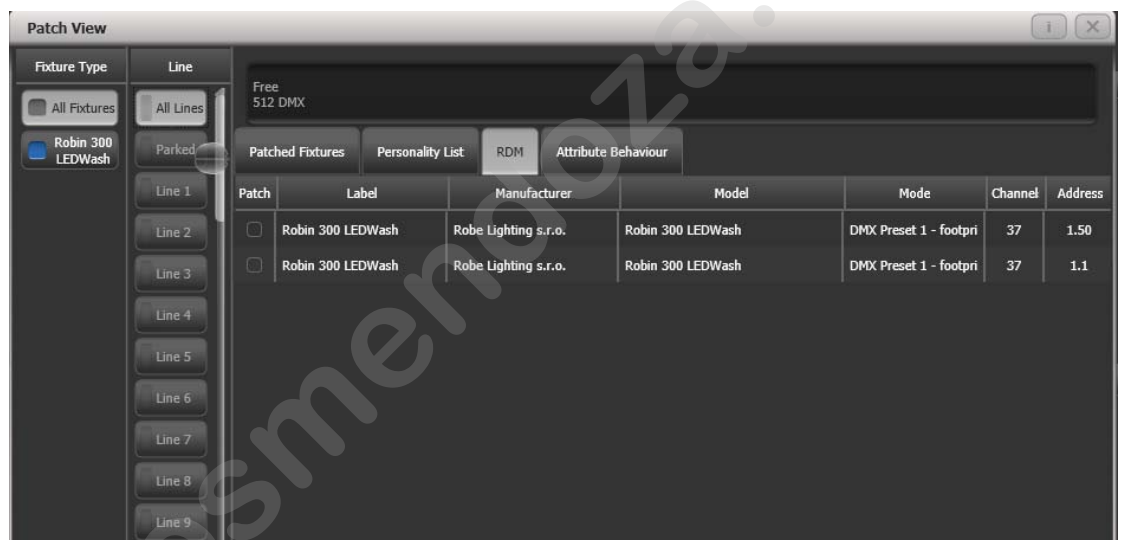 Patch View
i
Fixture Type
Line
All Fixtures
All Lines
Free
512 DMX
Robin 300
LEDWash
Parked
Patched Fixtures Personality List RDM Attribute Behaviour
Line 1
Patch Label Manufacturer Model Mode Channel Address
Line 2
Robin 300 LEDWash Robe Lighting s.r.o. Robin 300 LEDWash DMX Preset 1 - footpri 37 1.50
Line 3
Robin 300 LEDWash Robe Lighting s.r.o. Robin 300 LEDWash DMX Preset 1 - footpri 37 1.1
Line 4
Line 5
Line 6
Line 7
Line 8
Line 9
osmendoza.